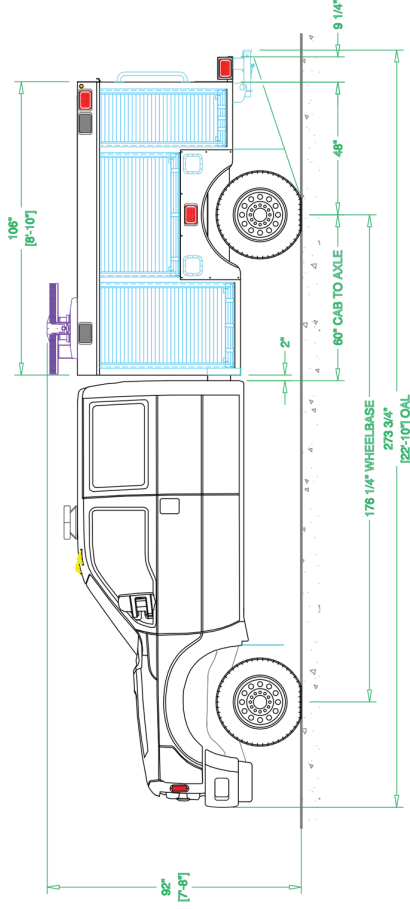 106"
[8'-10"]
9 1/4"
48"
60" CAB TO AXLE
2"
176 1/4" WHEELBASE
273 3/4"
[22'-10"] OAL
92"
[7'-8"]